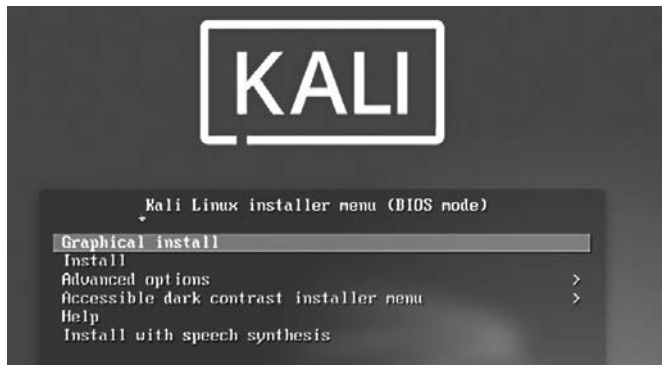 KALI
Kali Linux installer menu (BIOS mode)
Graphical install
Install
Advanced options >
Accessible dark contrast installer menu >
Help
Install with speech synthesis